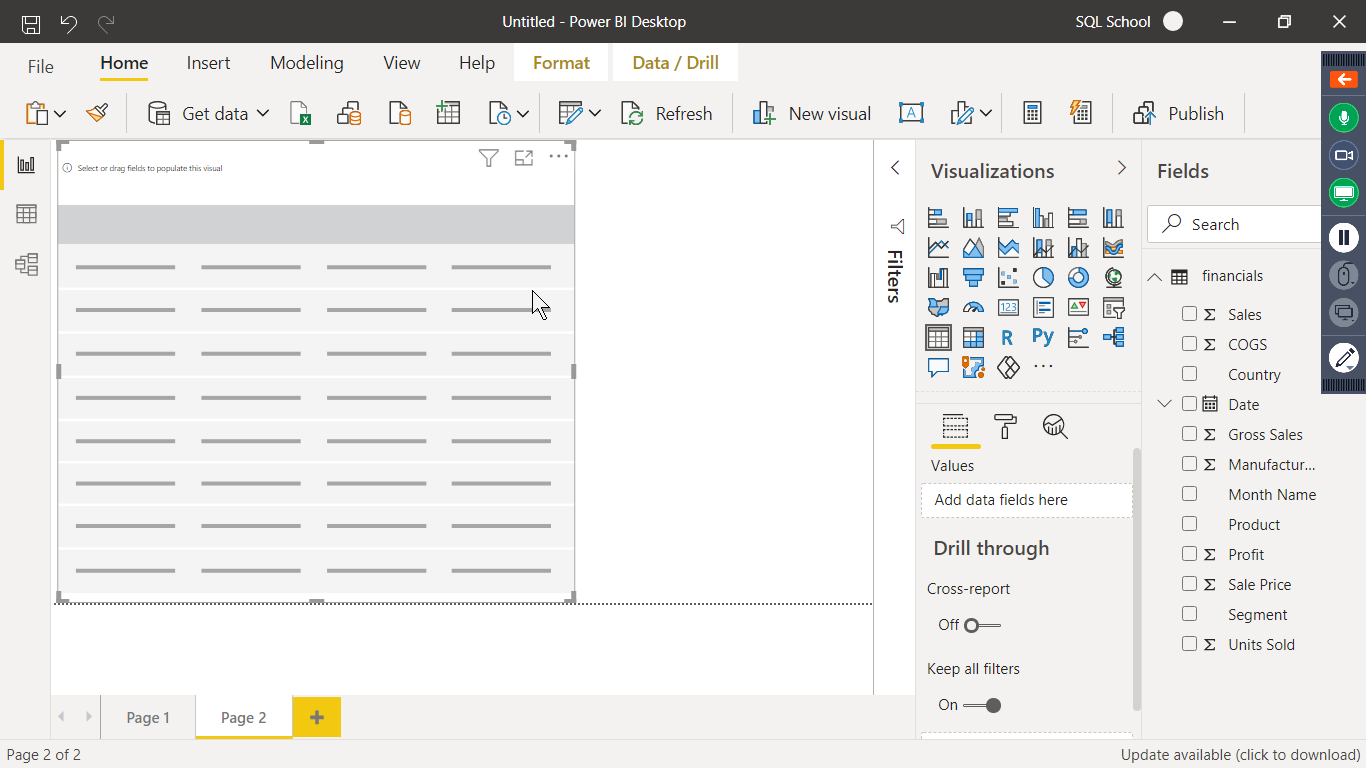 Untitled - Power BI Desktop
SQL School
File
Home
Insert
Modeling
View
Help
Format
Data / Drill
Get data
Refresh
New visual
Publish
Select or drag fields to populate this visual
Filters
Visualizations
123
R
Py
Values
Add data fields here
Drill through
Cross-report
Off
Keep all filters
On
Fields
Search
financials
Σ Sales
Σ COGS
Country
Date
Σ Gross Sales
Σ Manufactur...
Month Name
Product
Σ Profit
Σ Sale Price
Segment
Σ Units Sold
Page 1
Page 2
Page 2 of 2
Update available (click to download)